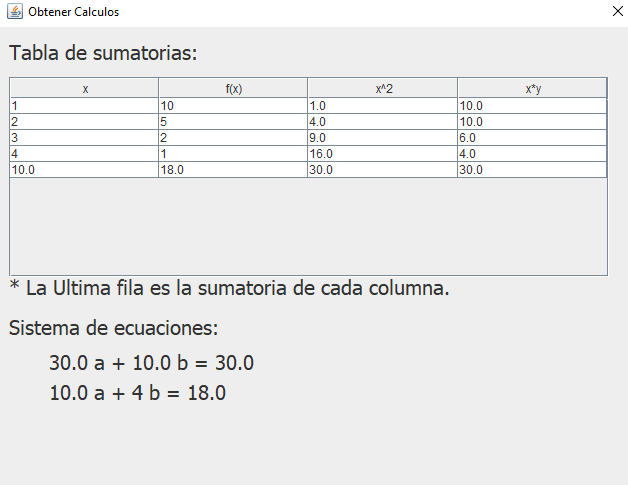 Obtener Calculos
Tabla de sumatorias:
x f(x) x^2 x*y
1 10 1.0 10.0
2 5 4.0 10.0
3 2 9.0 6.0
4 1 16.0 4.0
10.0 18.0 30.0 30.0
* La Ultima fila es la sumatoria de cada columna.
Sistema de ecuaciones:
30.0 a + 10.0 b = 30.0
10.0 a + 4 b = 18.0